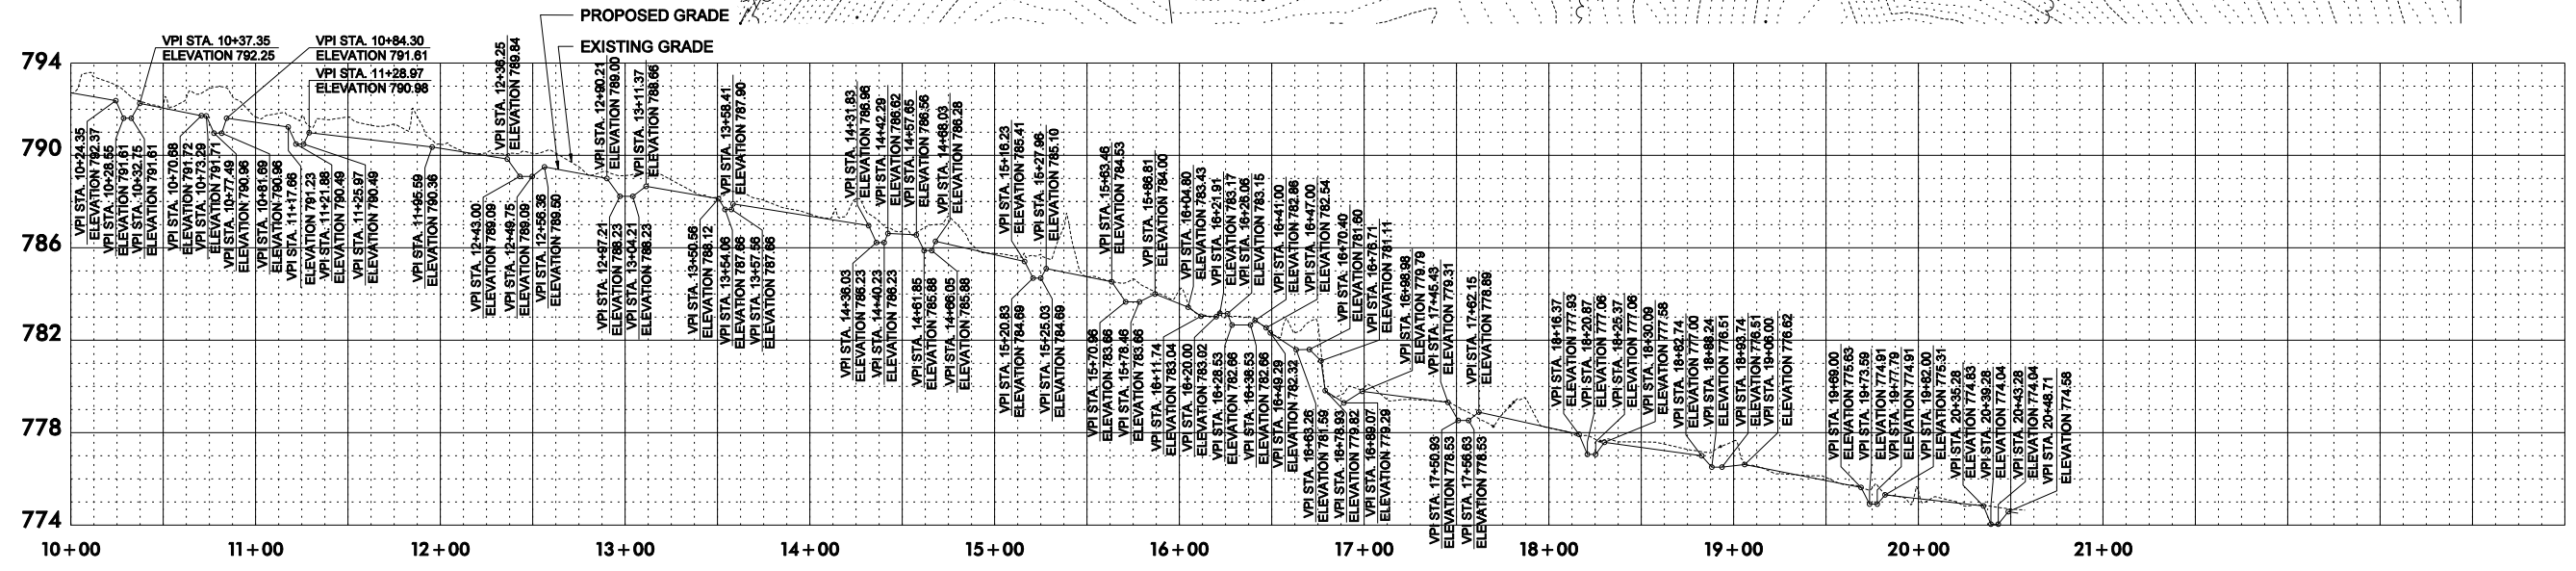 PROPOSED GRADE
EXISTING GRADE
VPI STA. 10+37.35
ELEVATION 792.25
VPI STA. 10+84.30
ELEVATION 791.61
VPI STA. 11+28.97
ELEVATION 790.98
794
790
786
782
778
774
VPI STA. 10+24.35
ELEVATION 792.37
VPI STA. 10+28.55
ELEVATION 791.61
VPI STA. 10+32.75
ELEVATION 791.61
VPI STA. 10+70.68
ELEVATION 791.72
VPI STA. 10+73.29
ELEVATION 791.71
VPI STA. 10+77.49
ELEVATION 790.96
VPI STA. 10+81.69
ELEVATION 790.96
VPI STA. 11+17.66
ELEVATION 791.23
VPI STA. 11+21.88
ELEVATION 790.49
VPI STA. 11+25.97
ELEVATION 790.49
VPI STA. 11+95.59
ELEVATION 790.36
VPI STA. 12+36.25
ELEVATION 789.84
VPI STA. 12+43.00
ELEVATION 789.09
VPI STA. 12+49.75
ELEVATION 789.09
VPI STA. 12+56.36
ELEVATION 789.50
VPI STA. 12+90.21
ELEVATION 789.00
VPI STA. 12+97.21
ELEVATION 788.23
VPI STA. 13+04.21
ELEVATION 788.23
VPI STA. 13+11.37
ELEVATION 788.66
VPI STA. 13+50.56
ELEVATION 788.12
VPI STA. 13+54.06
ELEVATION 787.66
VPI STA. 13+57.56
ELEVATION 787.66
VPI STA. 13+58.41
ELEVATION 787.90
VPI STA. 14+31.83
ELEVATION 786.96
VPI STA. 14+36.03
ELEVATION 786.23
VPI STA. 14+40.23
ELEVATION 786.23
VPI STA. 14+42.29
ELEVATION 786.62
VPI STA. 14+57.65
ELEVATION 786.56
VPI STA. 14+61.85
ELEVATION 785.88
VPI STA. 14+66.05
ELEVATION 785.88
VPI STA. 14+68.03
ELEVATION 786.28
VPI STA. 15+16.23
ELEVATION 785.41
VPI STA. 15+20.83
ELEVATION 784.69
VPI STA. 15+25.03
ELEVATION 784.69
VPI STA. 15+27.96
ELEVATION 785.10
VPI STA. 15+63.46
ELEVATION 784.53
VPI STA. 15+70.96
ELEVATION 783.66
VPI STA. 15+78.46
ELEVATION 783.66
VPI STA. 15+86.81
ELEVATION 784.00
VPI STA. 16+04.80
ELEVATION 783.43
VPI STA. 16+11.74
ELEVATION 783.04
VPI STA. 16+20.00
ELEVATION 783.02
VPI STA. 16+21.91
ELEVATION 783.17
VPI STA. 16+26.06
ELEVATION 783.15
VPI STA. 16+28.53
ELEVATION 782.66
VPI STA. 16+38.53
ELEVATION 782.66
VPI STA. 16+41.00
ELEVATION 782.86
VPI STA. 16+47.00
ELEVATION 782.54
VPI STA. 16+49.29
ELEVATION 782.32
VPI STA. 16+63.26
ELEVATION 781.59
VPI STA. 16+70.40
ELEVATION 781.60
VPI STA. 16+76.71
ELEVATION 781.11
VPI STA. 16+78.93
ELEVATION 779.82
VPI STA. 16+89.07
ELEVATION 779.29
VPI STA. 16+98.98
ELEVATION 779.79
VPI STA. 17+45.43
ELEVATION 779.31
VPI STA. 17+50.93
ELEVATION 778.53
VPI STA. 17+56.63
ELEVATION 778.53
VPI STA. 17+62.15
ELEVATION 778.89
VPI STA. 18+16.37
ELEVATION 777.93
VPI STA. 18+20.87
ELEVATION 777.06
VPI STA. 18+25.37
ELEVATION 777.06
VPI STA. 18+30.09
ELEVATION 777.58
VPI STA. 18+82.74
ELEVATION 777.00
VPI STA. 18+88.24
ELEVATION 776.51
VPI STA. 18+93.74
ELEVATION 776.51
VPI STA. 19+06.00
ELEVATION 776.62
VPI STA. 19+69.00
ELEVATION 775.63
VPI STA. 19+73.59
ELEVATION 774.91
VPI STA. 19+77.79
ELEVATION 774.91
VPI STA. 19+82.00
ELEVATION 775.31
VPI STA. 20+35.28
ELEVATION 774.83
VPI STA. 20+39.28
ELEVATION 774.04
VPI STA. 20+43.28
ELEVATION 774.04
VPI STA. 20+48.71
ELEVATION 774.58
10+00
11+00
12+00
13+00
14+00
15+00
16+00
17+00
18+00
19+00
20+00
21+00